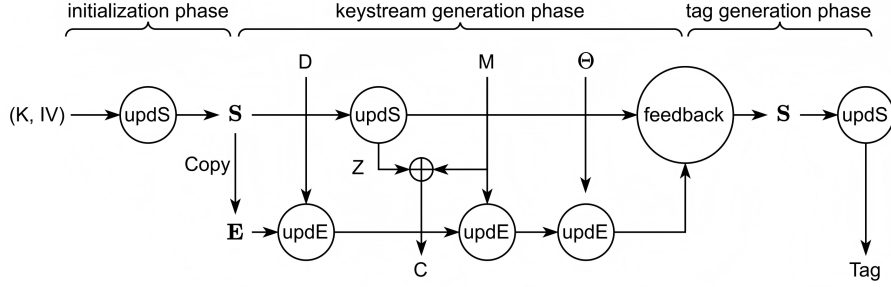 initialization phase keystream generation phase tag generation phase
D M Θ
(K, IV) updS S updS feedback S updS
Copy Z
E updE updE updE
C Tag